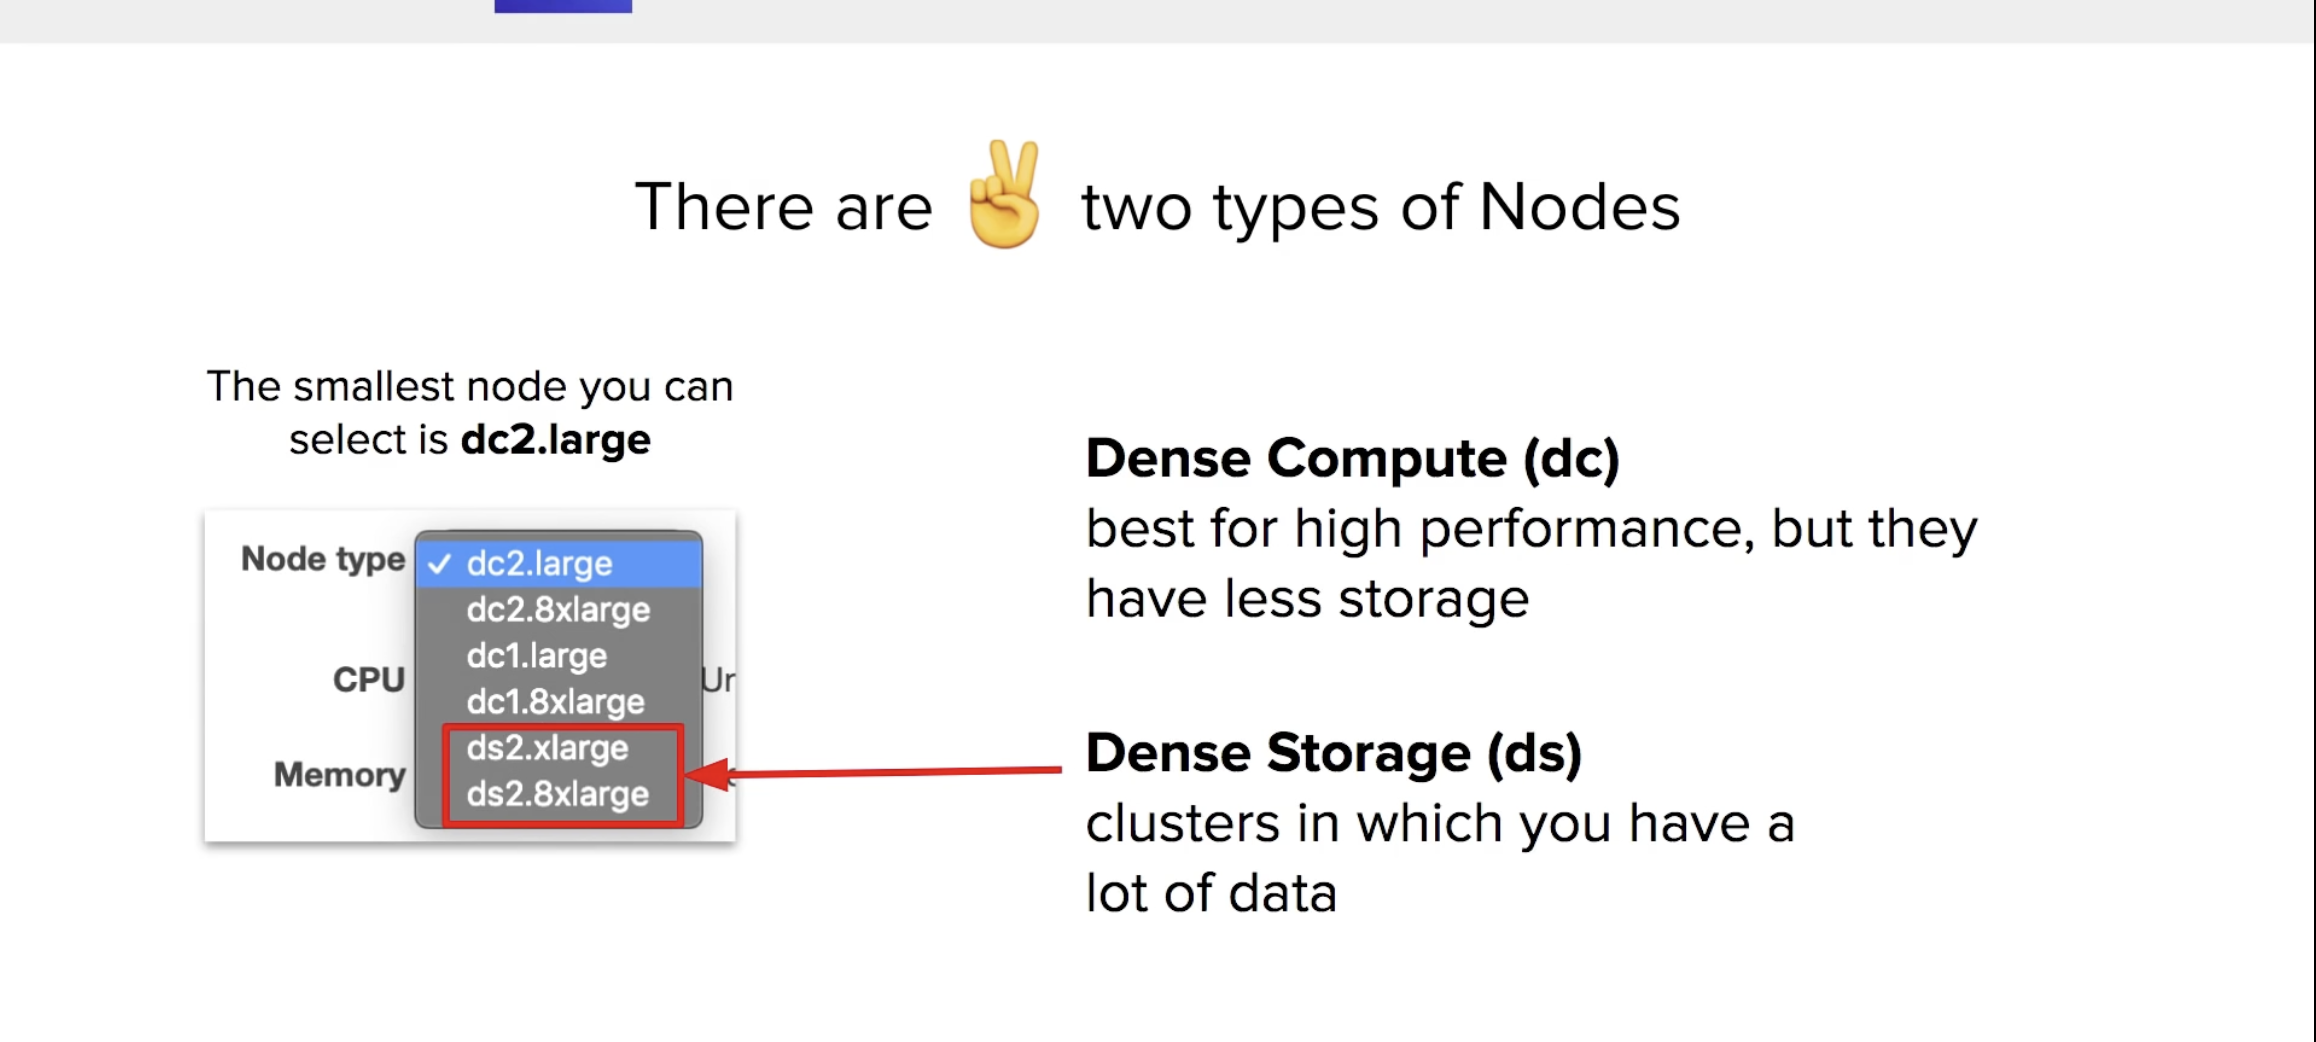 There are ✌️ two types of Nodes
The smallest node you can
select is dc2.large
Node type
✓ dc2.large
dc2.8xlarge
dc1.large
dc1.8xlarge
ds2.xlarge
ds2.8xlarge
CPU
Ur
Memory
Dense Compute (dc)
best for high performance, but they
have less storage
Dense Storage (ds)
clusters in which you have a
lot of data